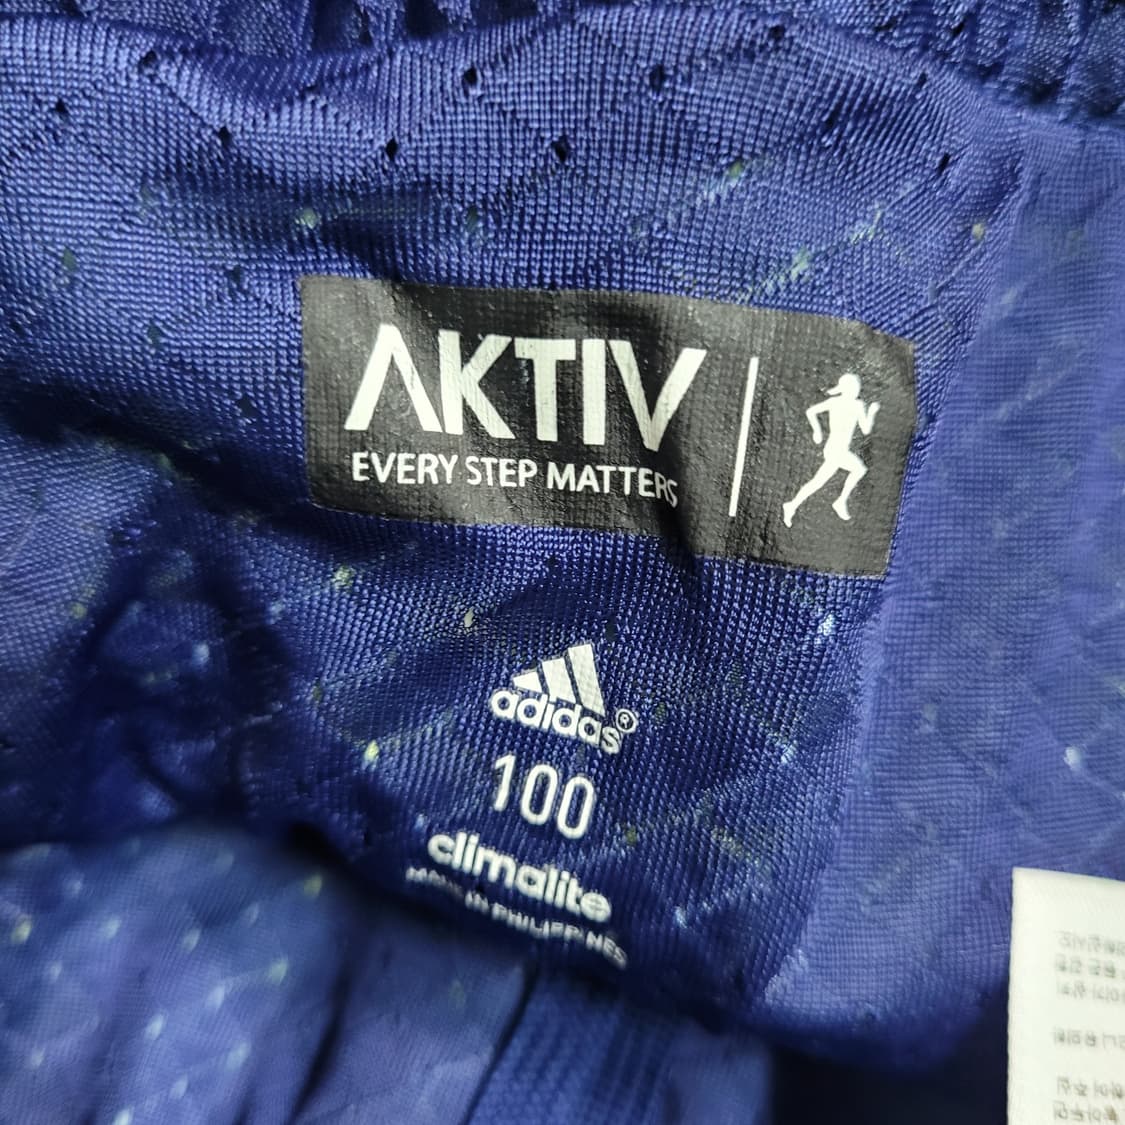 AKTIV
EVERY STEP MATTERS
adidas®
100
climalite
MADE IN PHILIPPINES